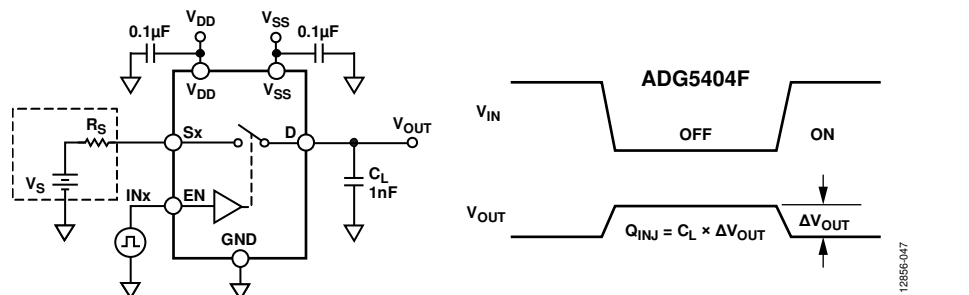 VDD
VSS
0.1µF
0.1µF
VDD
VSS
RS
Sx
D
VOUT
VS
CL
1nF
INx
EN
GND
ADG5404F
VIN
OFF
ON
VOUT
QINJ = CL × ΔVOUT
ΔVOUT
12856-047